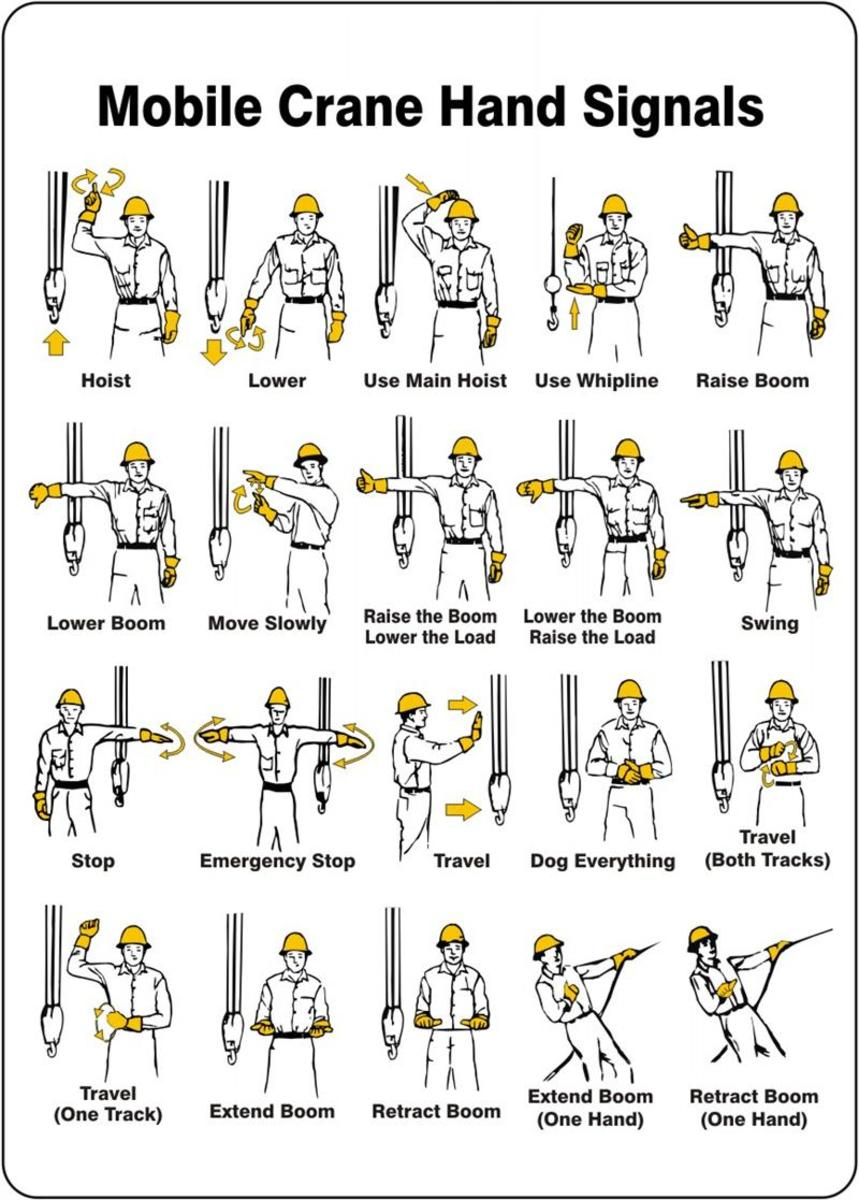 Mobile Crane Hand Signals
Hoist
Lower
Use Main Hoist
Use Whipline
Raise Boom
Lower Boom
Move Slowly
Raise the Boom
Lower the Load
Lower the Boom
Raise the Load
Swing
Stop
Emergency Stop
Travel
Dog Everything
Travel
(Both Tracks)
Travel
(One Track)
Extend Boom
Retract Boom
Extend Boom
(One Hand)
Retract Boom
(One Hand)